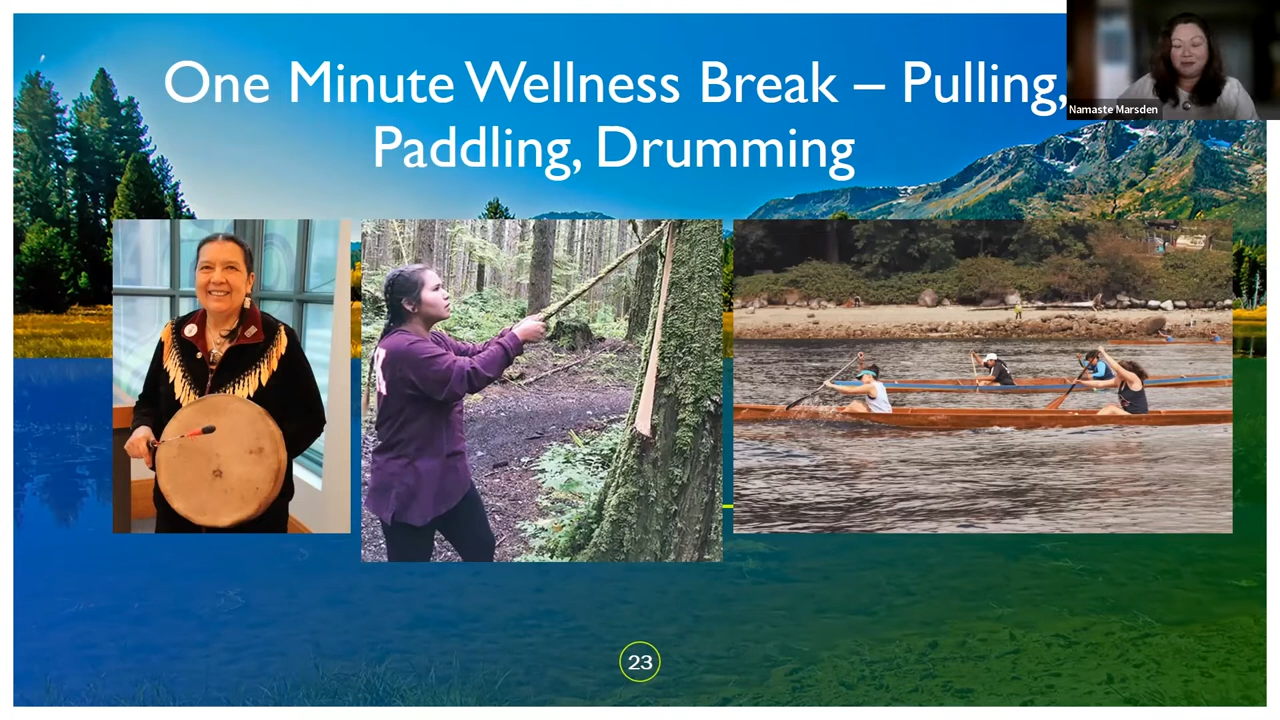 One Minute Wellness Break – Pulling,
Paddling, Drumming
Namaste Marsden
23